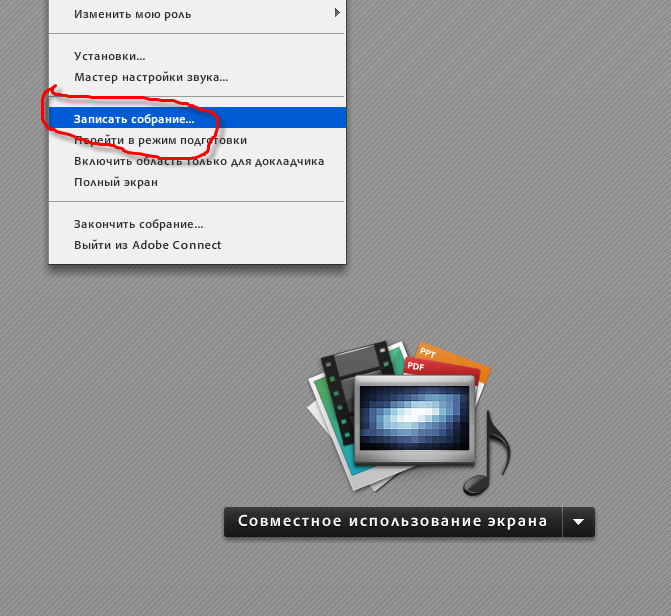 Изменить мою роль
Установки...
Мастер настройки звука...
Записать собрание...
Перейти в режим подготовки
Включить область только для докладчика
Полный экран
Закончить собрание...
Выйти из Adobe Connect
PPT
PDF
Совместное использование экрана